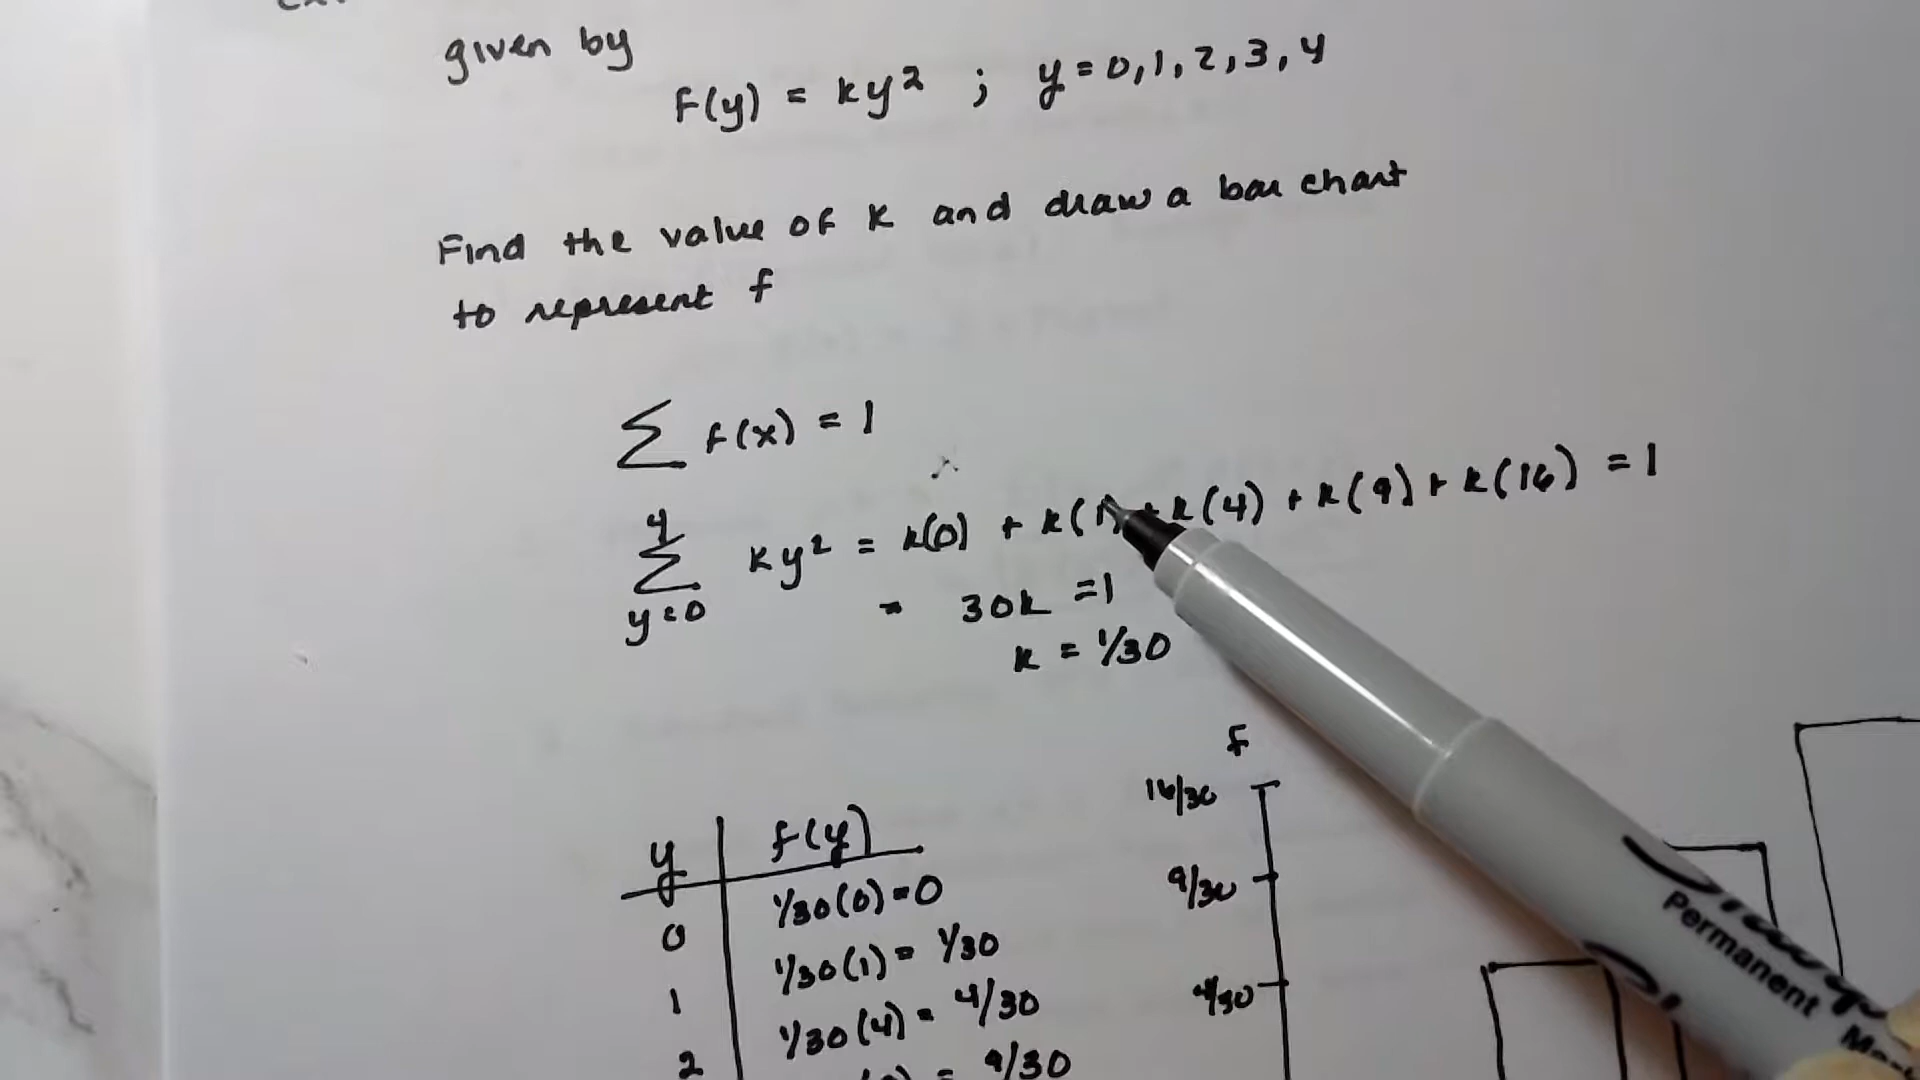 given by
F(y) = ky² ; y = 0, 1, 2, 3, 4
Find the value of k and draw a bar chart
to represent f
∑ f(x) = 1
4
∑ ky² = k(0) + k(1) + k(4) + k(9) + k(16) = 1
y=0
= 30k = 1
k = 1/30
f
16/30
9/30
4/30
y f(y)
0 1/30(0) = 0
1 1/30(1) = 1/30
2 1/30(4) = 4/30
= 9/30
Permanent